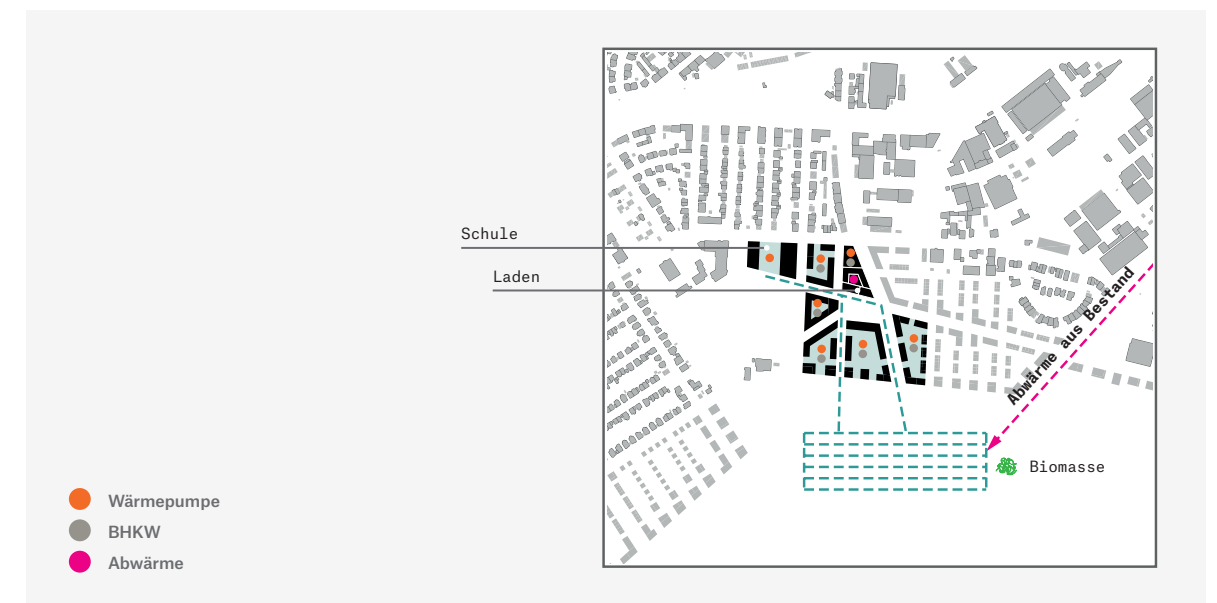 Schule
Laden
Abwärme aus Bestand
Biomasse
Wärmepumpe
BHKW
Abwärme